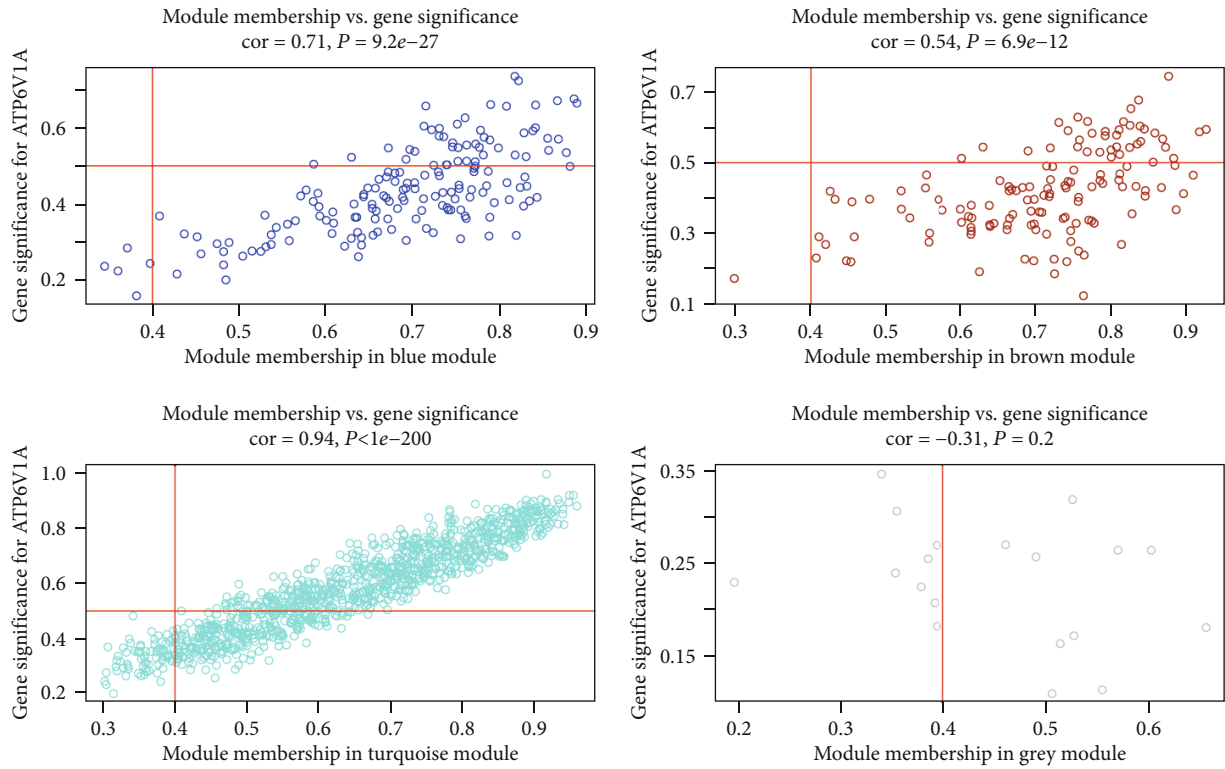 Module membership vs. gene significance
cor = 0.71, P = 9.2e−27
Gene significance for ATP6V1A
0.6
0.4
0.2
0.4 0.5 0.6 0.7 0.8 0.9
Module membership in blue module
Module membership vs. gene significance
cor = 0.54, P = 6.9e−12
Gene significance for ATP6V1A
0.7
0.5
0.3
0.1
0.3 0.4 0.5 0.6 0.7 0.8 0.9
Module membership in brown module
Module membership vs. gene significance
cor = 0.94, P<1e−200
Gene significance for ATP6V1A
1.0
0.8
0.6
0.4
0.2
0.3 0.4 0.5 0.6 0.7 0.8 0.9
Module membership in turquoise module
Module membership vs. gene significance
cor = −0.31, P = 0.2
Gene significance for ATP6V1A
0.35
0.25
0.15
0.2 0.3 0.4 0.5 0.6
Module membership in grey module